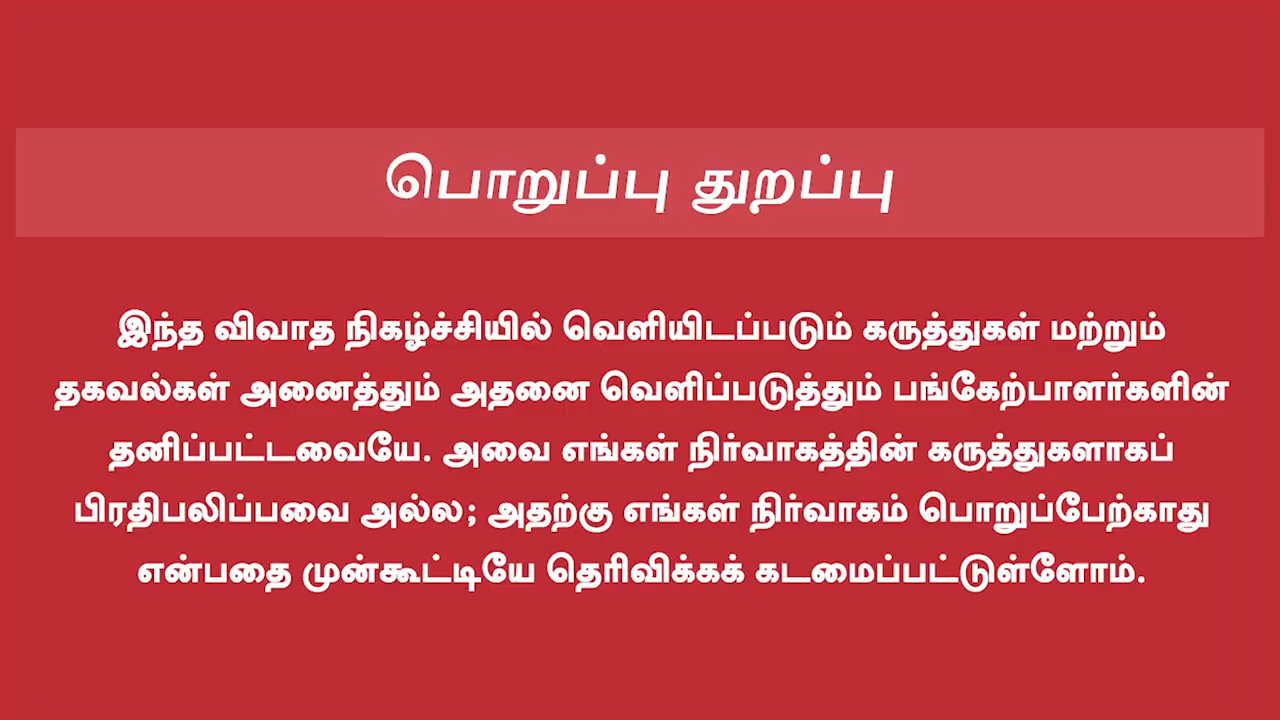 பொறுப்பு துறப்பு
இந்த விவாத நிகழ்ச்சியில் வெளியிடப்படும் கருத்துகள் மற்றும்
தகவல்கள் அனைத்தும் அதனை வெளிப்படுத்தும் பங்கேற்பாளர்களின்
தனிப்பட்டவையே. அவை எங்கள் நிர்வாகத்தின் கருத்துகளாகப்
பிரதிபலிப்பவை அல்ல; அதற்கு எங்கள் நிர்வாகம் பொறுப்பேற்காது
என்பதை முன்கூட்டியே தெரிவிக்கக் கடமைப்பட்டுள்ளோம்.